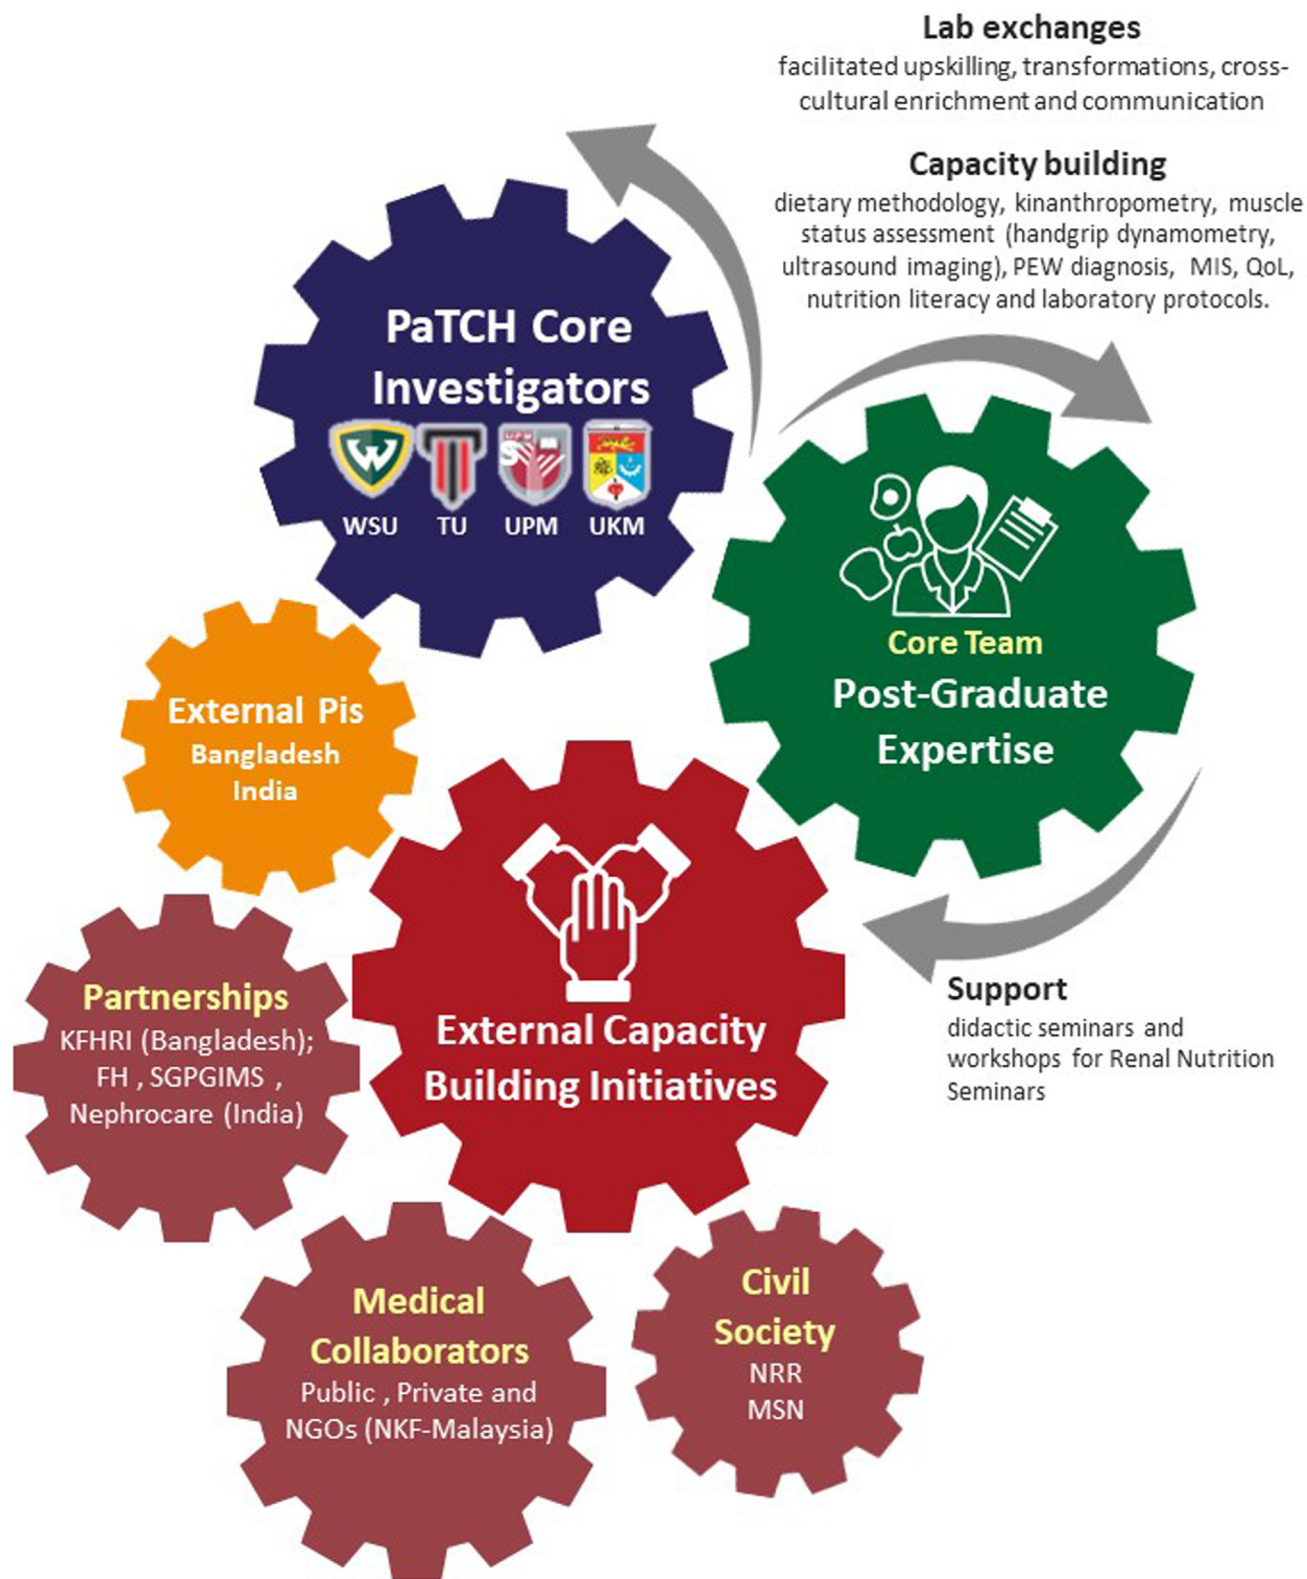 Lab exchanges
facilitated upskilling, transformations, cross-
cultural enrichment and communication
Capacity building
dietary methodology, kinanthropometry, muscle
status assessment (handgrip dynamometry,
ultrasound imaging), PEW diagnosis, MIS, QoL,
nutrition literacy and laboratory protocols.
PaTCH Core
Investigators
WSU TU UPM UKM
Core Team
Post-Graduate
Expertise
External Pis
Bangladesh
India
External Capacity
Building Initiatives
Support
didactic seminars and
workshops for Renal Nutrition
Seminars
Partnerships
KFHRI (Bangladesh);
FH , SGPGIMS ,
Nephrocare (India)
Medical
Collaborators
Public , Private and
NGOs (NKF-Malaysia)
Civil
Society
NRR
MSN